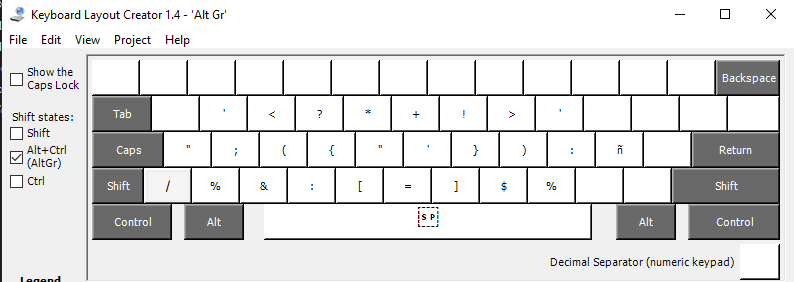 Keyboard Layout Creator 1.4 - 'Alt Gr'
File Edit View Project Help
Show the
Caps Lock
Shift states:
Shift
Alt+Ctrl
(AltGr)
Ctrl
Backspace
Tab ' < ? * + ! > '
Caps " ; ( { " ' } ) : ñ Return
Shift / % & : [ = ] $ % Shift
Control Alt SP Alt Control
Decimal Separator (numeric keypad)